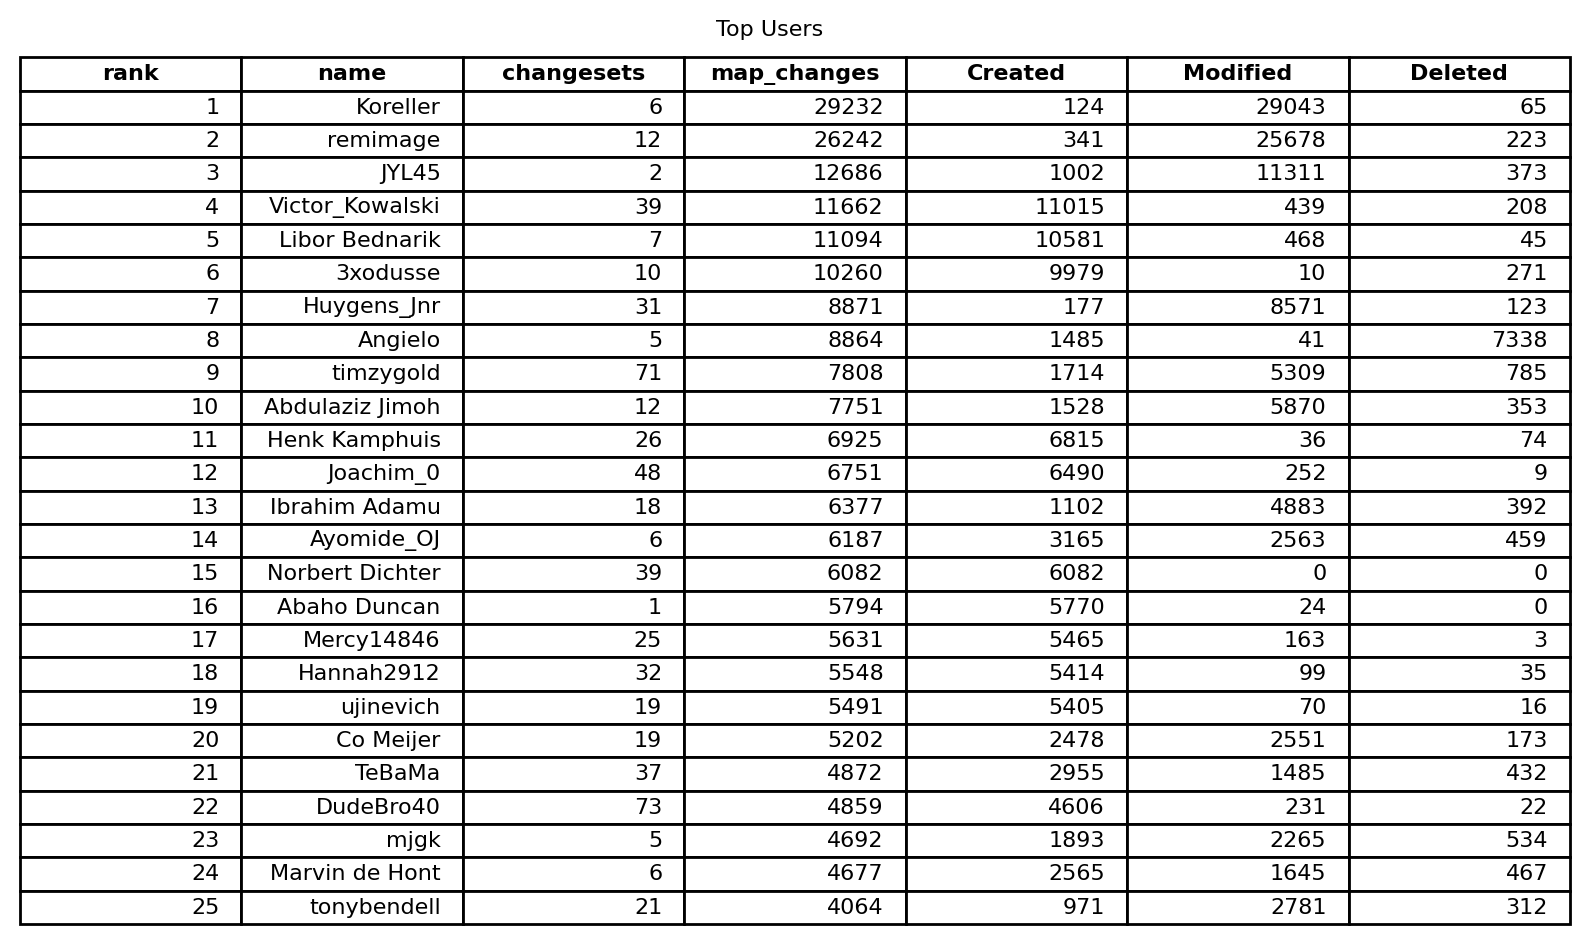 Top Users
rank name changesets map_changes Created Modified Deleted
1 Koreller 6 29232 124 29043 65
2 remimage 12 26242 341 25678 223
3 JYL45 2 12686 1002 11311 373
4 Victor_Kowalski 39 11662 11015 439 208
5 Libor Bednarik 7 11094 10581 468 45
6 3xodusse 10 10260 9979 10 271
7 Huygens_Jnr 31 8871 177 8571 123
8 Angielo 5 8864 1485 41 7338
9 timzygold 71 7808 1714 5309 785
10 Abdulaziz Jimoh 12 7751 1528 5870 353
11 Henk Kamphuis 26 6925 6815 36 74
12 Joachim_0 48 6751 6490 252 9
13 Ibrahim Adamu 18 6377 1102 4883 392
14 Ayomide_OJ 6 6187 3165 2563 459
15 Norbert Dichter 39 6082 6082 0 0
16 Abaho Duncan 1 5794 5770 24 0
17 Mercy14846 25 5631 5465 163 3
18 Hannah2912 32 5548 5414 99 35
19 ujinevich 19 5491 5405 70 16
20 Co Meijer 19 5202 2478 2551 173
21 TeBaMa 37 4872 2955 1485 432
22 DudeBro40 73 4859 4606 231 22
23 mjgk 5 4692 1893 2265 534
24 Marvin de Hont 6 4677 2565 1645 467
25 tonybendell 21 4064 971 2781 312